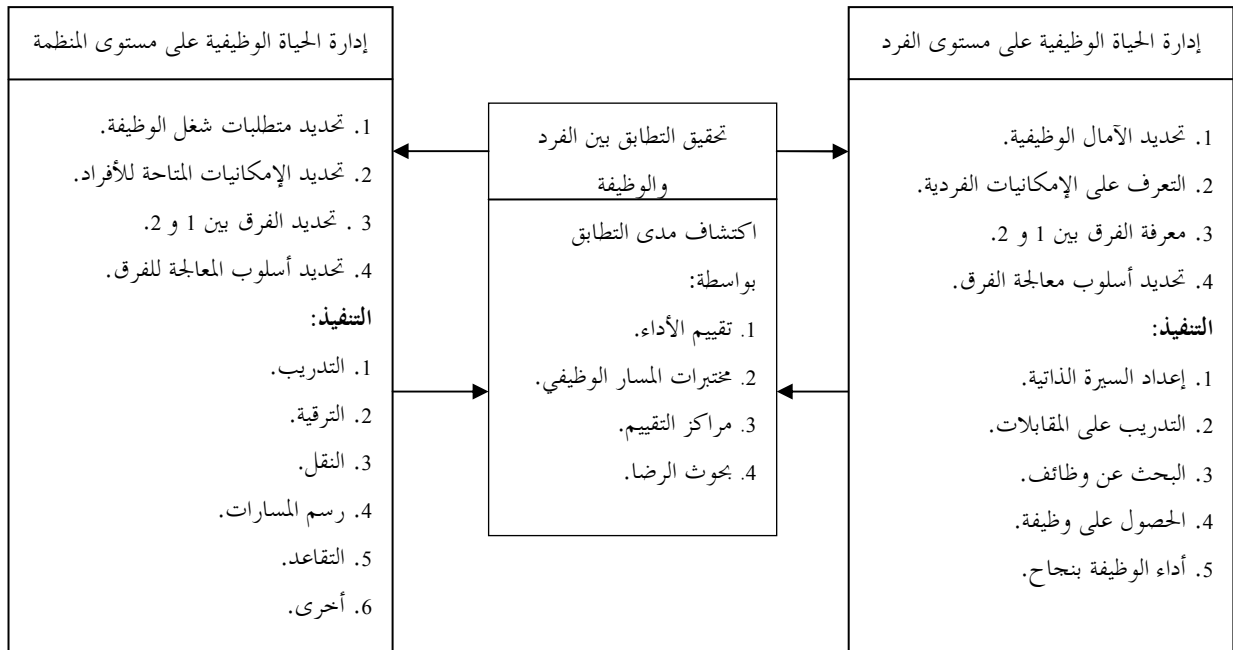 إدارة الحياة الوظيفية على مستوى الفرد
1. تحديد الآمال الوظيفية.
2. التعرف على الإمكانيات الفردية.
3. معرفة الفرق بين 1 و 2.
4. تحديد أسلوب معالجة الفرق.
التنفيذ:
1. إعداد السيرة الذاتية.
2. التدريب على المقابلات.
3. البحث عن وظائف.
4. الحصول على وظيفة.
5. أداء الوظيفة بنجاح.
تحقيق التطابق بين الفرد
والوظيفة
اكتشاف مدى التطابق
بواسطة:
1. تقييم الأداء.
2. مختبرات المسار الوظيفي.
3. مراكز التقييم.
4. بحوث الرضا.
إدارة الحياة الوظيفية على مستوى المنظمة
1. تحديد متطلبات شغل الوظيفة.
2. تحديد الإمكانيات المتاحة للأفراد.
3 . تحديد الفرق بين 1 و 2.
4. تحديد أسلوب المعالجة للفرق.
التنفيذ:
1. التدريب.
2. الترقية.
3. النقل.
4. رسم المسارات.
5. التقاعد.
6. أخرى.